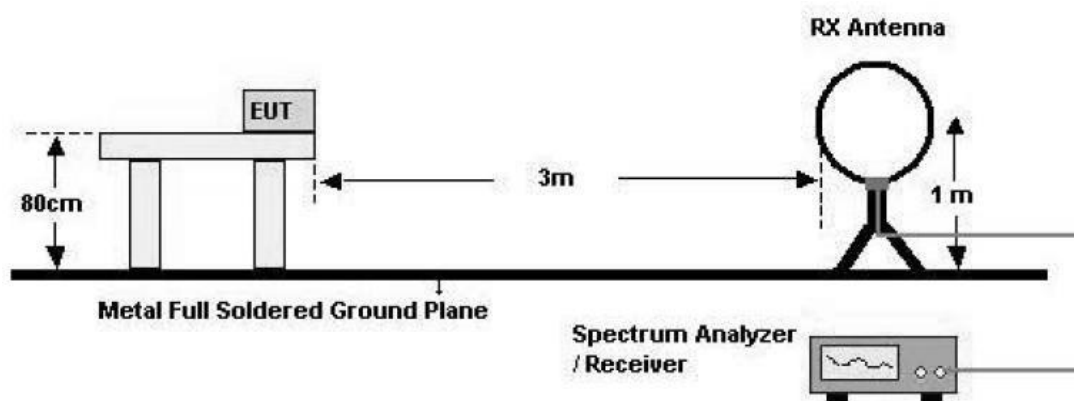 RX Antenna
EUT
3m
80cm
1 m
Metal Full Soldered Ground Plane
Spectrum Analyzer
/ Receiver